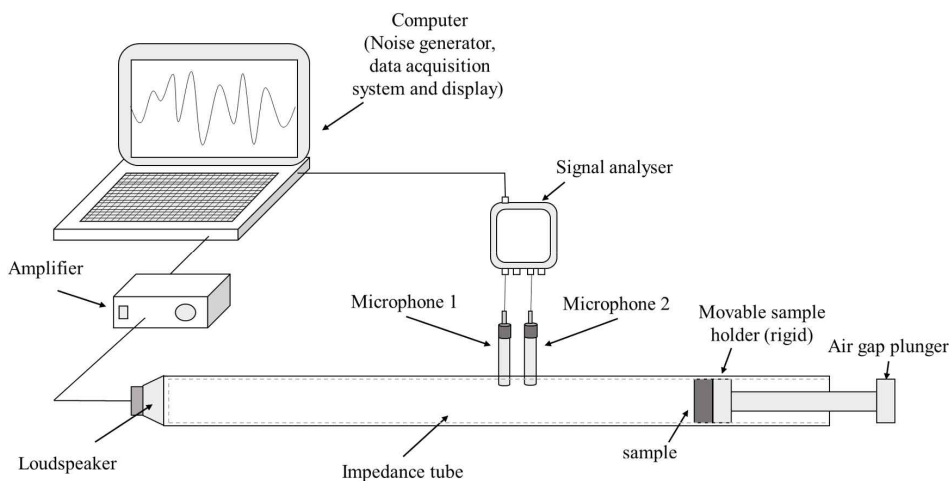 Computer
(Noise generator,
data acquisition
system and display)
Signal analyser
Amplifier
Microphone 1
Microphone 2
Movable sample
holder (rigid)
Air gap plunger
Loudspeaker
Impedance tube
sample